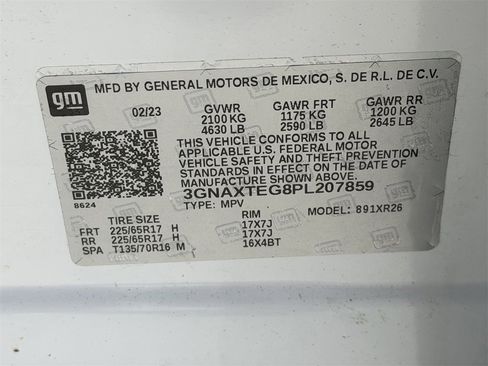 gm
MFD BY GENERAL MOTORS DE MEXICO, S. DE R.L. DE C.V.
02/23 GVWR GAWR FRT GAWR RR
2100 KG 1175 KG 1200 KG
4630 LB 2590 LB 2645 LB
THIS VEHICLE CONFORMS TO ALL
APPLICABLE U.S. FEDERAL MOTOR
VEHICLE SAFETY AND THEFT PREVENTION
STANDARDS IN EFFECT ON THE DATE OF
MANUFACTURE SHOWN ABOVE.
3GNAXTEG8PL207859
8624
TYPE: MPV
TIRE SIZE RIM MODEL: 891XR26
FRT 225/65R17 H 17X7J
RR 225/65R17 H 17X7J
SPA T135/70R16 M 16X4BT